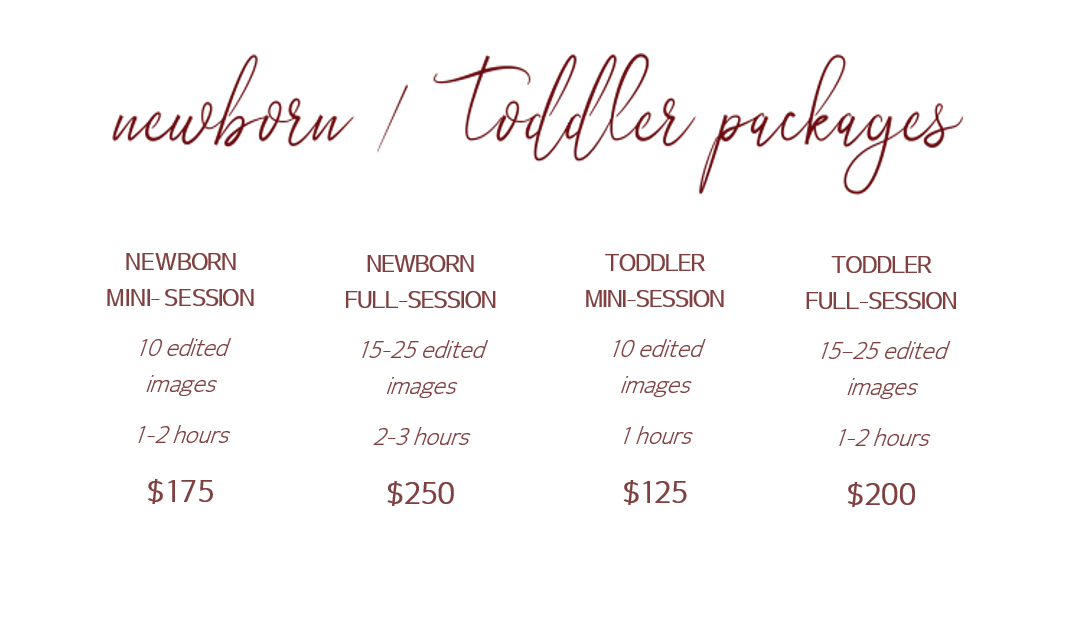 newborn / Toddler packages
NEWBORN
MINI- SESSION
10 edited
images
1-2 hours
$175
NEWBORN
FULL-SESSION
15-25 edited
images
2-3 hours
$250
TODDLER
MINI-SESSION
10 edited
images
1 hours
$125
TODDLER
FULL-SESSION
15-25 edited
images
1-2 hours
$200